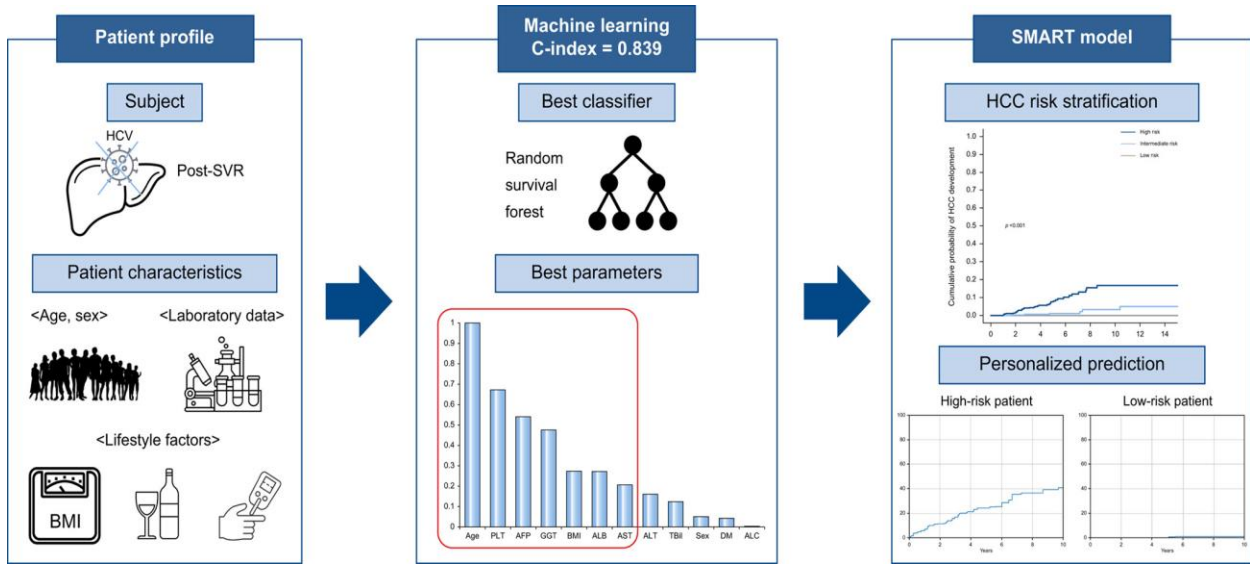 Patient profile
Subject
HCV
Post-SVR
Patient characteristics
<Age, sex>
<Laboratory data>
<Lifestyle factors>
BMI
Machine learning
C-index = 0.839
Best classifier
Random
survival
forest
Best parameters
1
0.9
0.8
0.7
0.6
0.5
0.4
0.3
0.2
0.1
0
Age PLT AFP GGT BMI ALB AST ALT TBil Sex DM ALC
SMART model
HCC risk stratification
Cumulative probability of HCC development
1.0
0.9
0.8
0.7
0.6
0.5
0.4
0.3
0.2
0.1
0.0
High risk
Intermediate risk
Low risk
p <0.001
0 2 4 6 8 10 12 14
Personalized prediction
High-risk patient
100
80
60
40
20
0
0 2 4 6 8 10
Years
Low-risk patient
100
80
60
40
20
0
0 2 4 6 8 10
Years